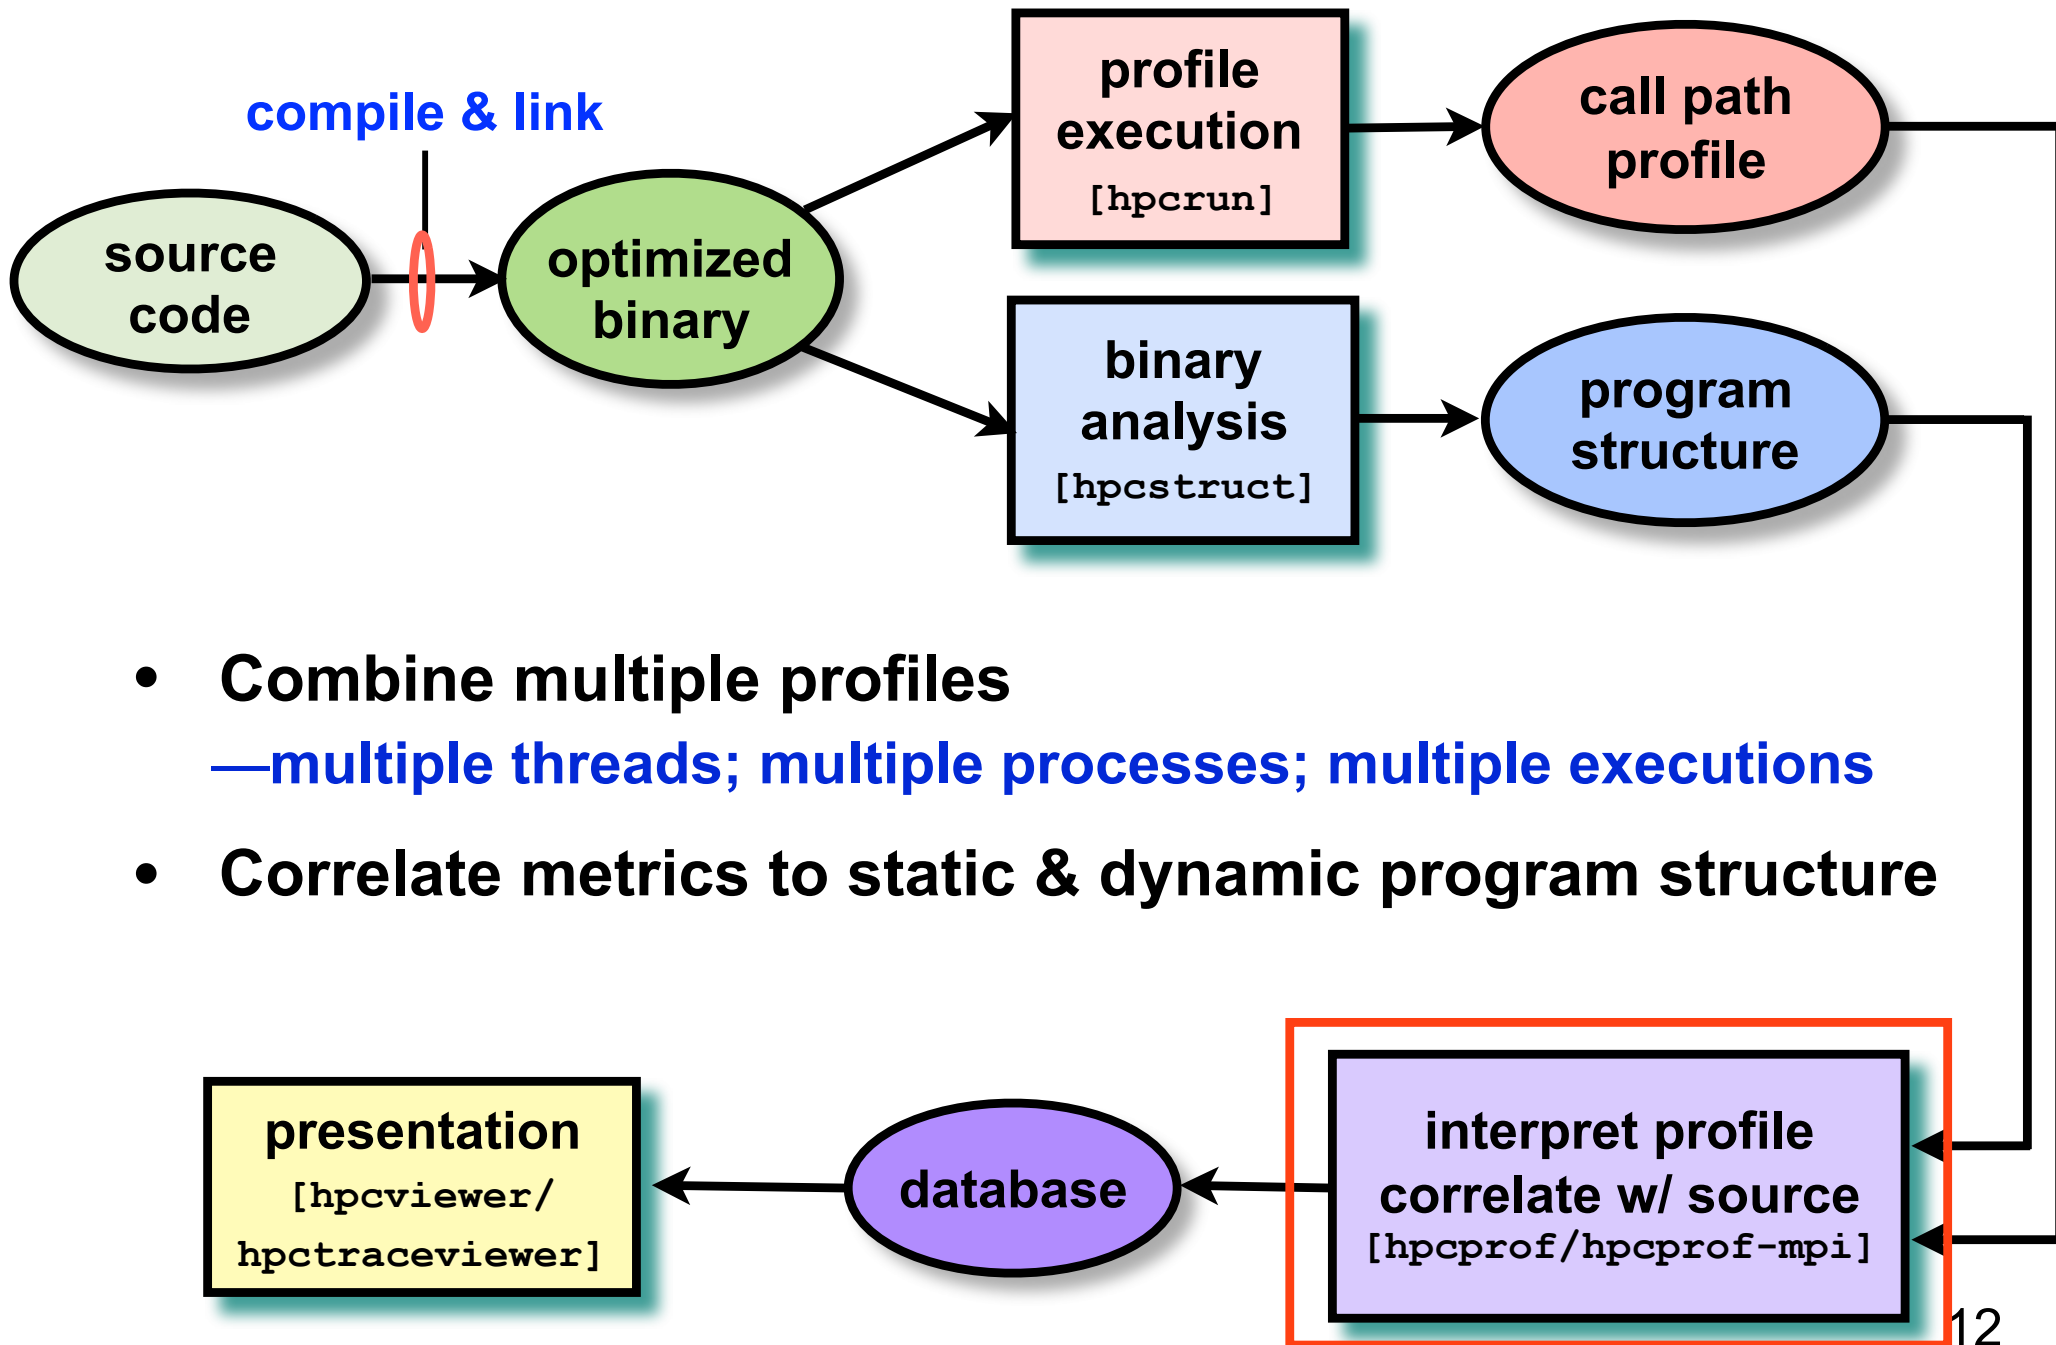 compile & link
source
code
optimized
binary
profile
execution
[hpcrun]
call path
profile
binary
analysis
[hpcstruct]
program
structure
• Combine multiple profiles
—multiple threads; multiple processes; multiple executions
• Correlate metrics to static & dynamic program structure
presentation
[hpcviewer/
hpctraceviewer]
database
interpret profile
correlate w/ source
[hpcprof/hpcprof-mpi]
12